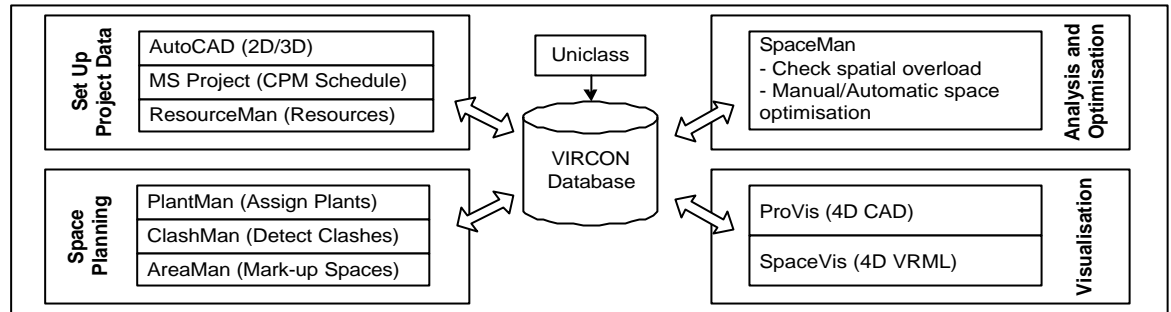 Set Up
Project Data
AutoCAD (2D/3D)
MS Project (CPM Schedule)
ResourceMan (Resources)
Space
Planning
PlantMan (Assign Plants)
ClashMan (Detect Clashes)
AreaMan (Mark-up Spaces)
Uniclass
VIRCON
Database
SpaceMan
- Check spatial overload
- Manual/Automatic space
optimisation
Analysis and
Optimisation
ProVis (4D CAD)
SpaceVis (4D VRML)
Visualisation